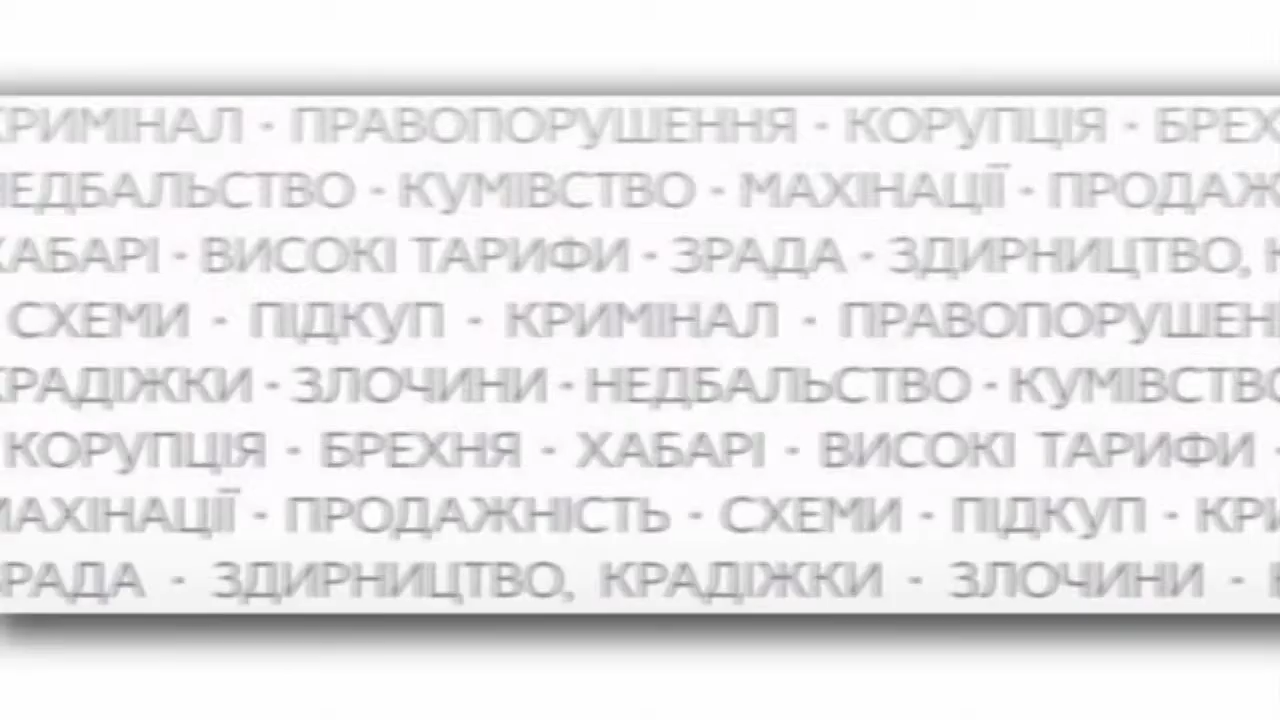 КРИМІНАЛ - ПРАВОПОРУШЕННЯ - КОРУПЦІЯ - БРЕХ
НЕДБАЛЬСТВО - КУМІВСТВО - МАХІНАЦІЇ - ПРОДАЖ
ХАБАРІ - ВИСОКІ ТАРИФИ - ЗРАДА - ЗДИРНИЦТВО, К
СХЕМИ - ПІДКУП - КРИМІНАЛ - ПРАВОПОРУШЕН
КРАДІЖКИ - ЗЛОЧИНИ - НЕДБАЛЬСТВО - КУМІВСТВО
КОРУПЦІЯ - БРЕХНЯ - ХАБАРІ - ВИСОКІ ТАРИФИ -
МАХІНАЦІЇ - ПРОДАЖНІСТЬ - СХЕМИ - ПІДКУП - КРИ
ЗРАДА - ЗДИРНИЦТВО, КРАДІЖКИ - ЗЛОЧИНИ -